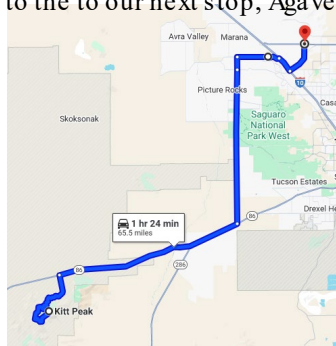 to the to our next stop, Agave
Avra Valley
Marana
Picture Rocks
10
Casa
Skoksonak
Saguaro
National
Park West
Tucson Estates
Drexel He
1 hr 24 min
65.5 miles
86
286
86
Kitt Peak